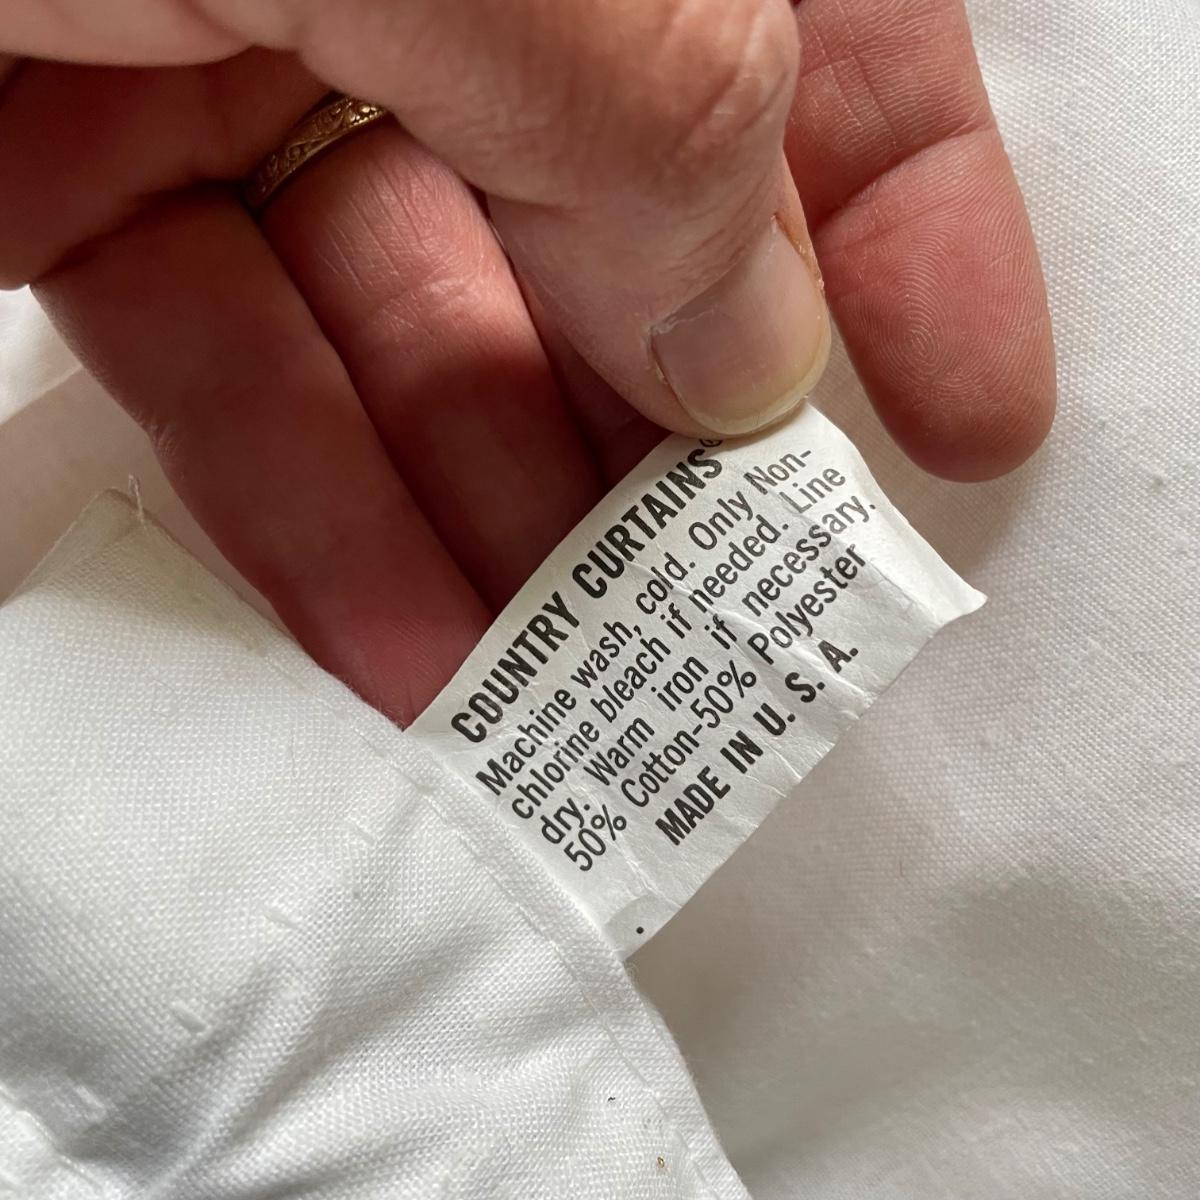 COUNTRY CURTAINS®
Machine wash, cold. Only Non-
chlorine bleach if needed. Line
dry. Warm iron if necessary.
50% Cotton-50% Polyester
MADE IN U. S. A.